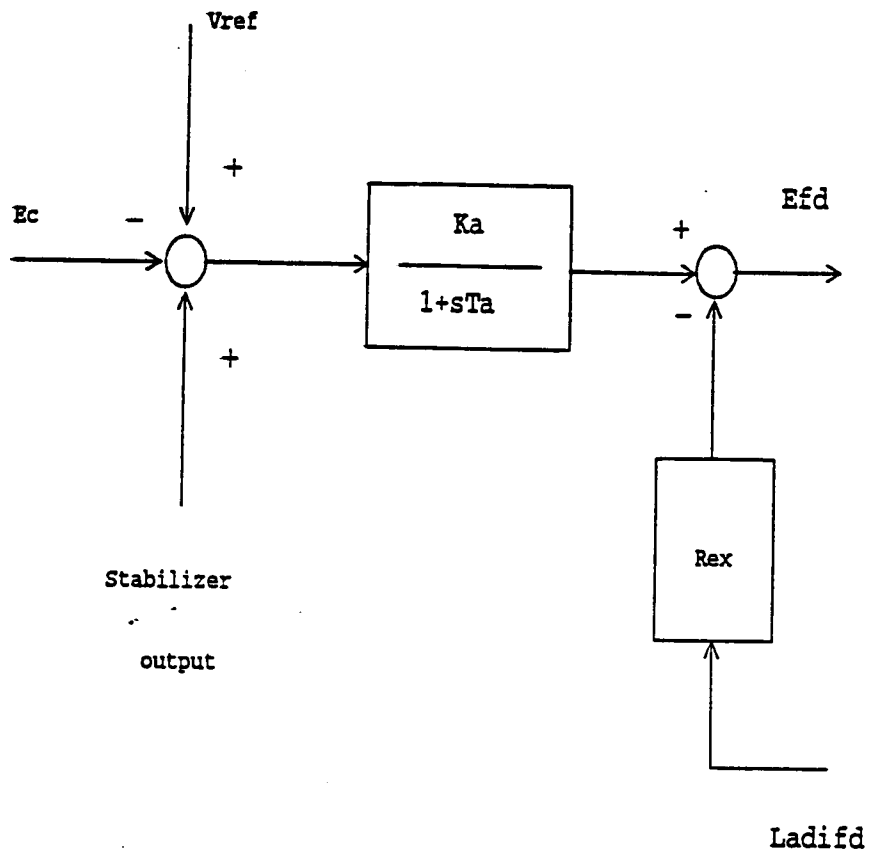 Vref
+
Ec
-
Ka
1+sTa
+
Efd
-
+
Rex
Stabilizer
output
Ladifd